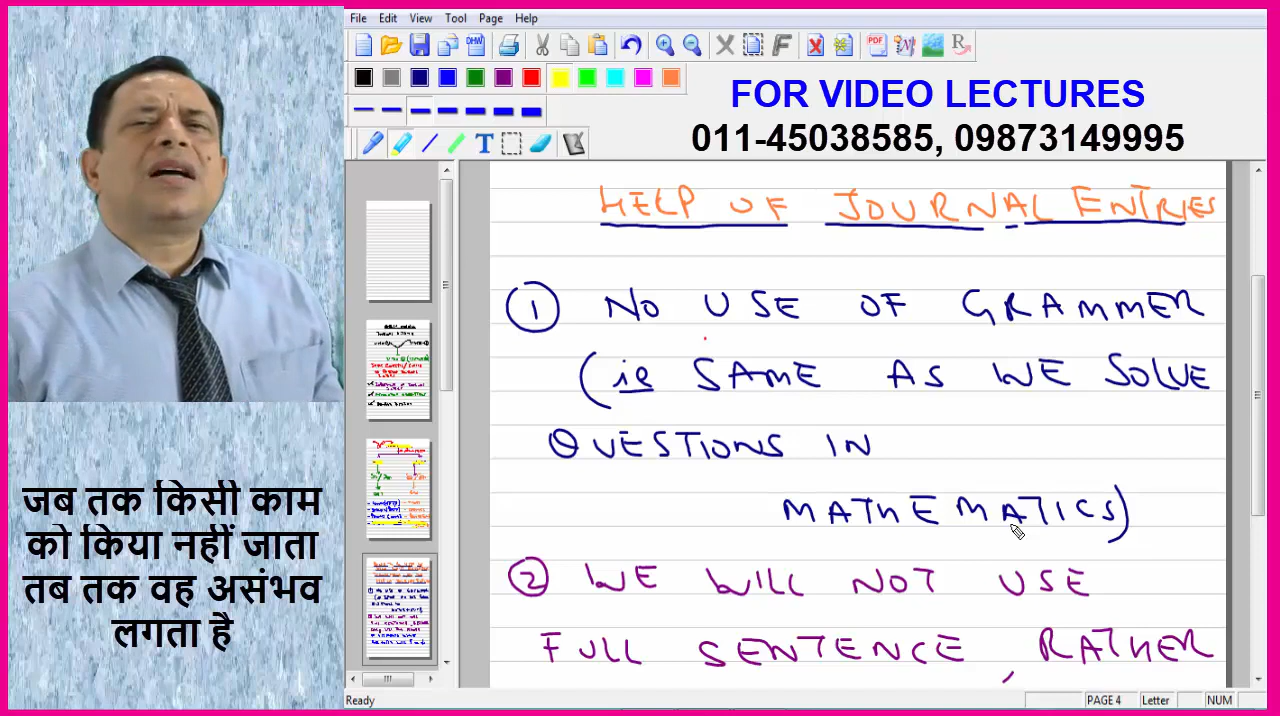 File Edit View Tool Page Help
FOR VIDEO LECTURES
011-45038585, 09873149995
HELP OF JOURNAL ENTRIES
① NO USE OF GRAMMER
(is SAME AS WE SOLVE
QUESTIONS IN
MATHEMATICS)
② WE WILL NOT USE
FULL SENTENCE, RATHER
जब तक किसी काम
को किया नहीं जाता
तब तक वह असंभव
लगता है
Ready PAGE 4 Letter NUM